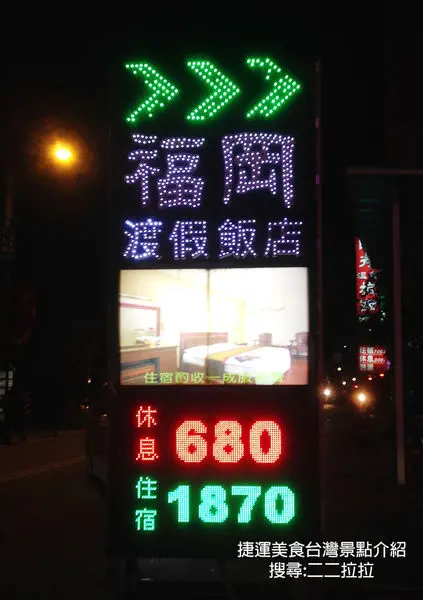 福岡
渡假飯店
住宿酌收一成服
休息 680
住宿 1870
捷運美食台灣景點介紹
搜尋:二二拉拉